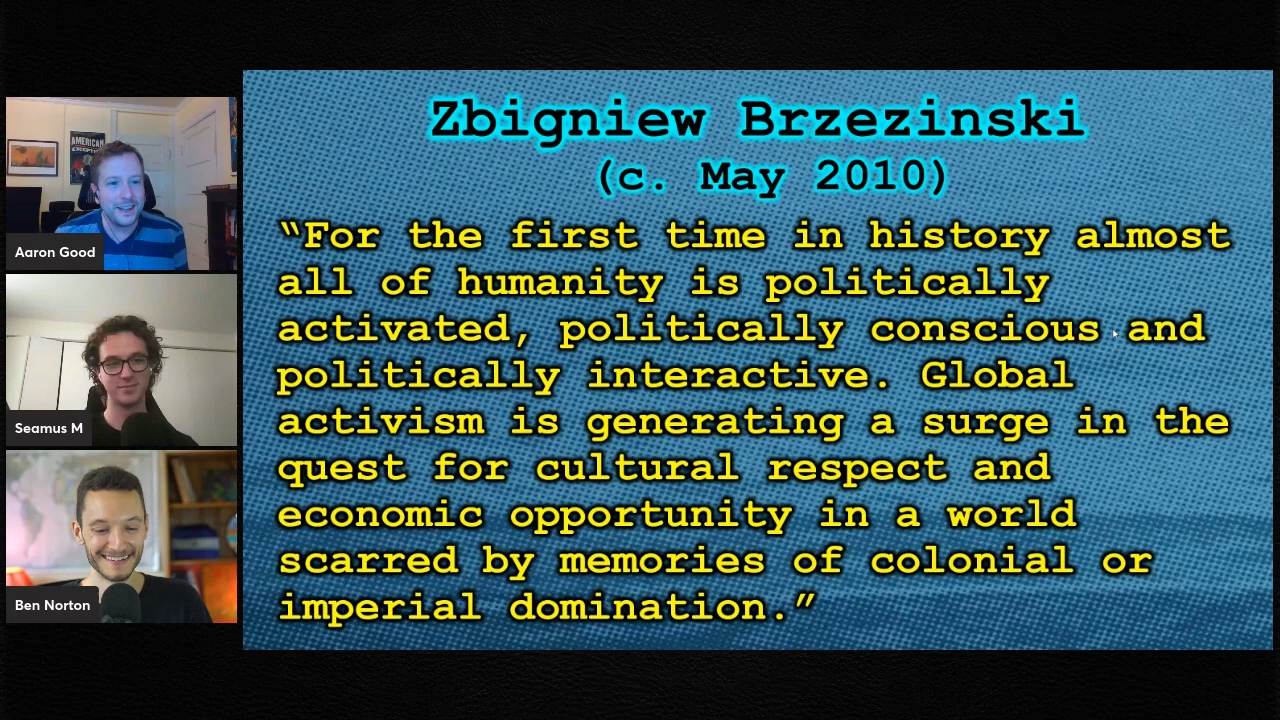 AMERICAN
Aaron Good
Seamus M
Ben Norton
Zbigniew Brzezinski
(c. May 2010)
“For the first time in history almost
all of humanity is politically
activated, politically conscious and
politically interactive. Global
activism is generating a surge in the
quest for cultural respect and
economic opportunity in a world
scarred by memories of colonial or
imperial domination.”